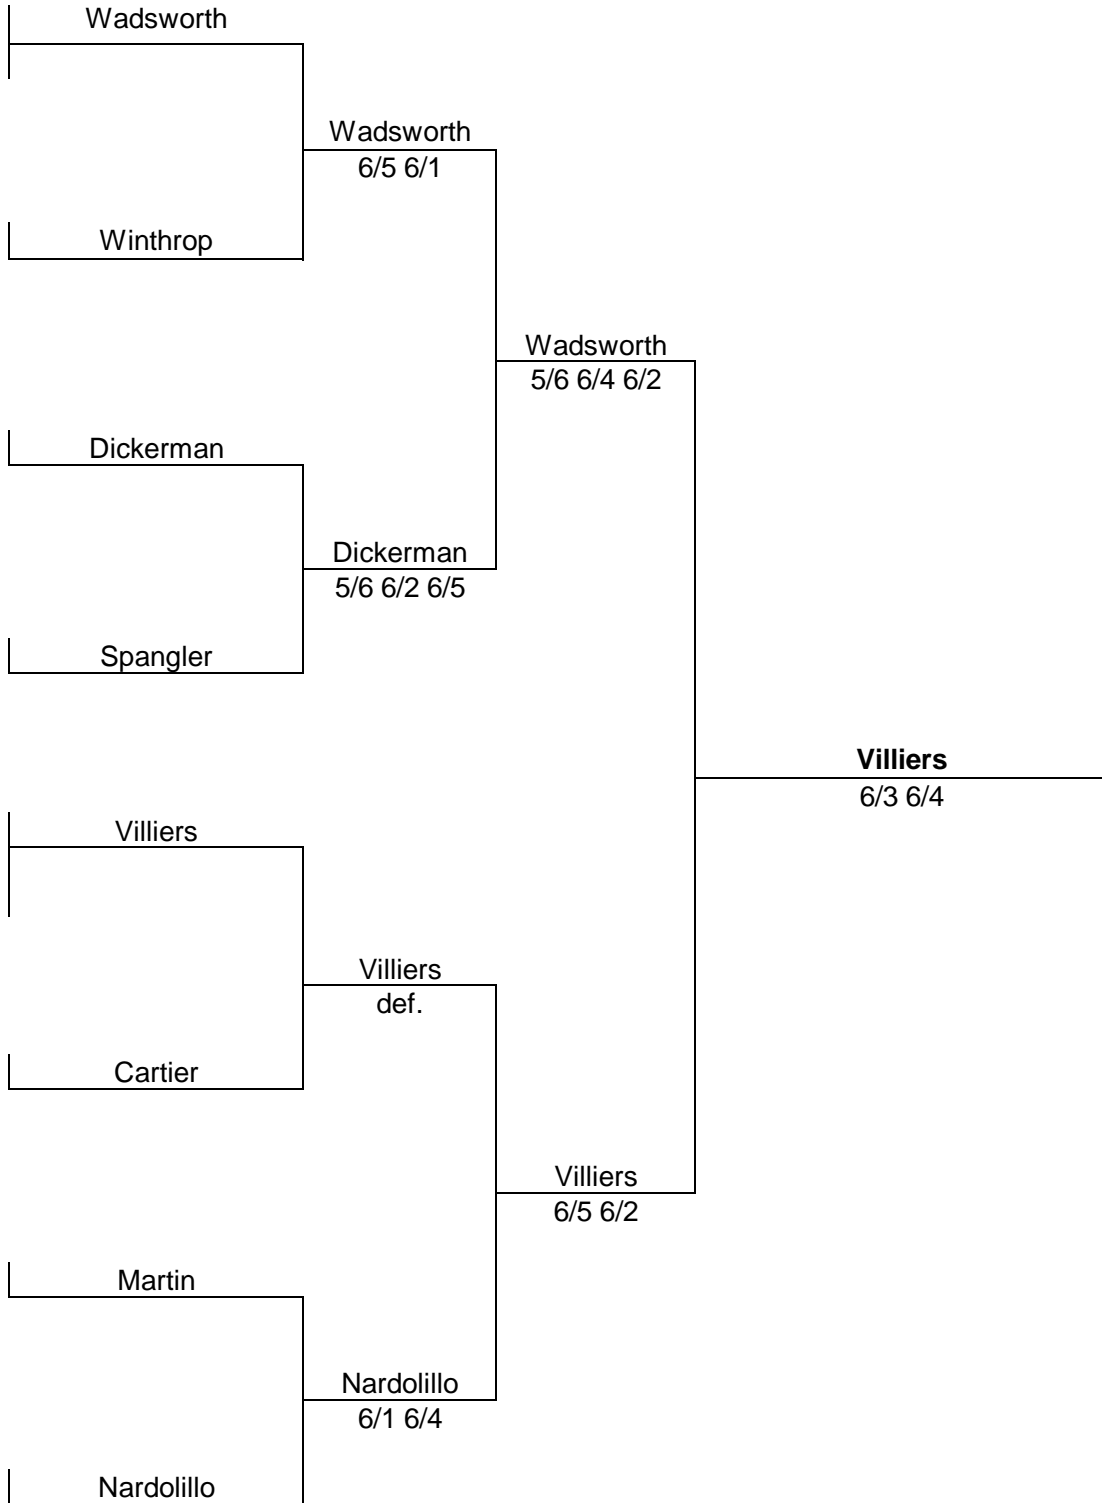 Wadsworth
Wadsworth
6/5 6/1
Winthrop
Wadsworth
5/6 6/4 6/2
Dickerman
Dickerman
5/6 6/2 6/5
Spangler
Villiers
6/3 6/4
Villiers
Villiers
def.
Cartier
Villiers
6/5 6/2
Martin
Nardolillo
6/1 6/4
Nardolillo